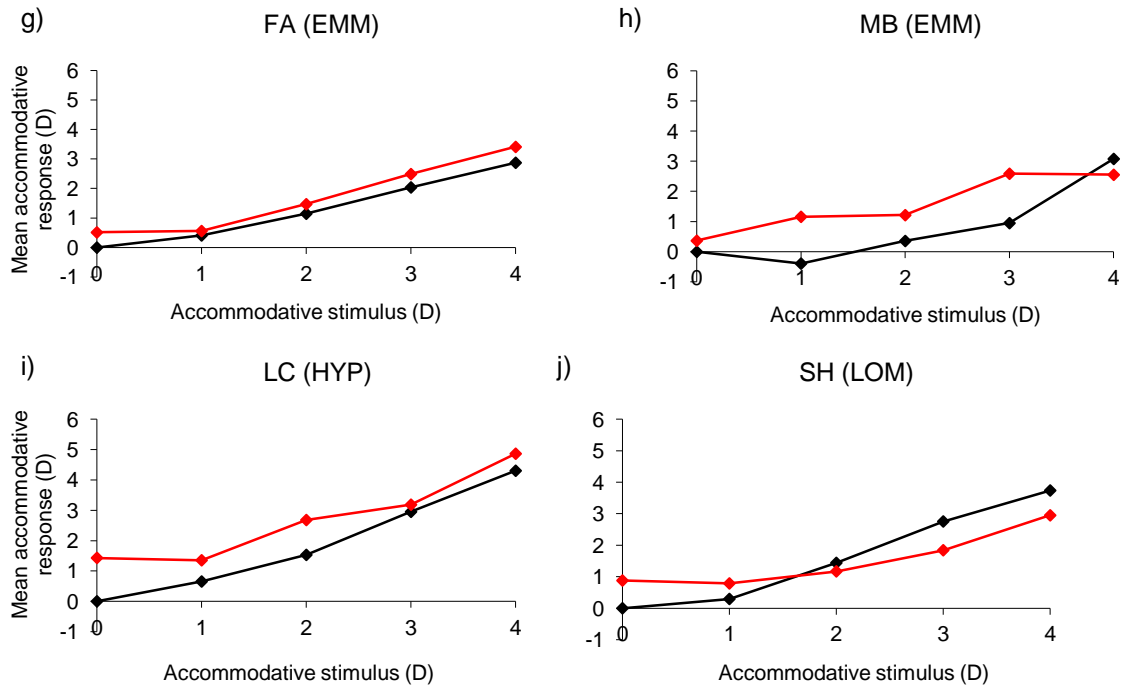 g)
FA (EMM)
Mean accommodative
response (D)
6
5
4
3
2
1
0
-1
0 1 2 3 4
Accommodative stimulus (D)
h)
MB (EMM)
6
5
4
3
2
1
0
-1
0 1 2 3 4
Accommodative stimulus (D)
i)
LC (HYP)
Mean accommodative
response (D)
6
5
4
3
2
1
0
-1
0 1 2 3 4
Accommodative stimulus (D)
j)
SH (LOM)
6
5
4
3
2
1
0
-1
0 1 2 3 4
Accommodative stimulus (D)